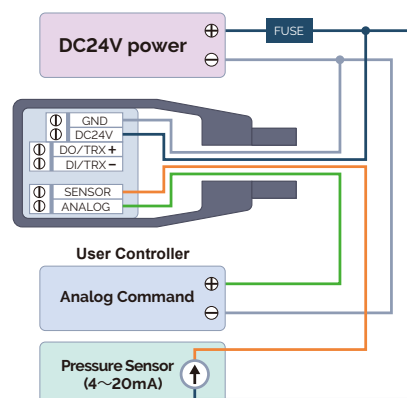 DC24V power
FUSE
GND
DC24V
DO/TRX +
DI/TRX −
SENSOR
ANALOG
User Controller
Analog Command
Pressure Sensor
(4～20mA)